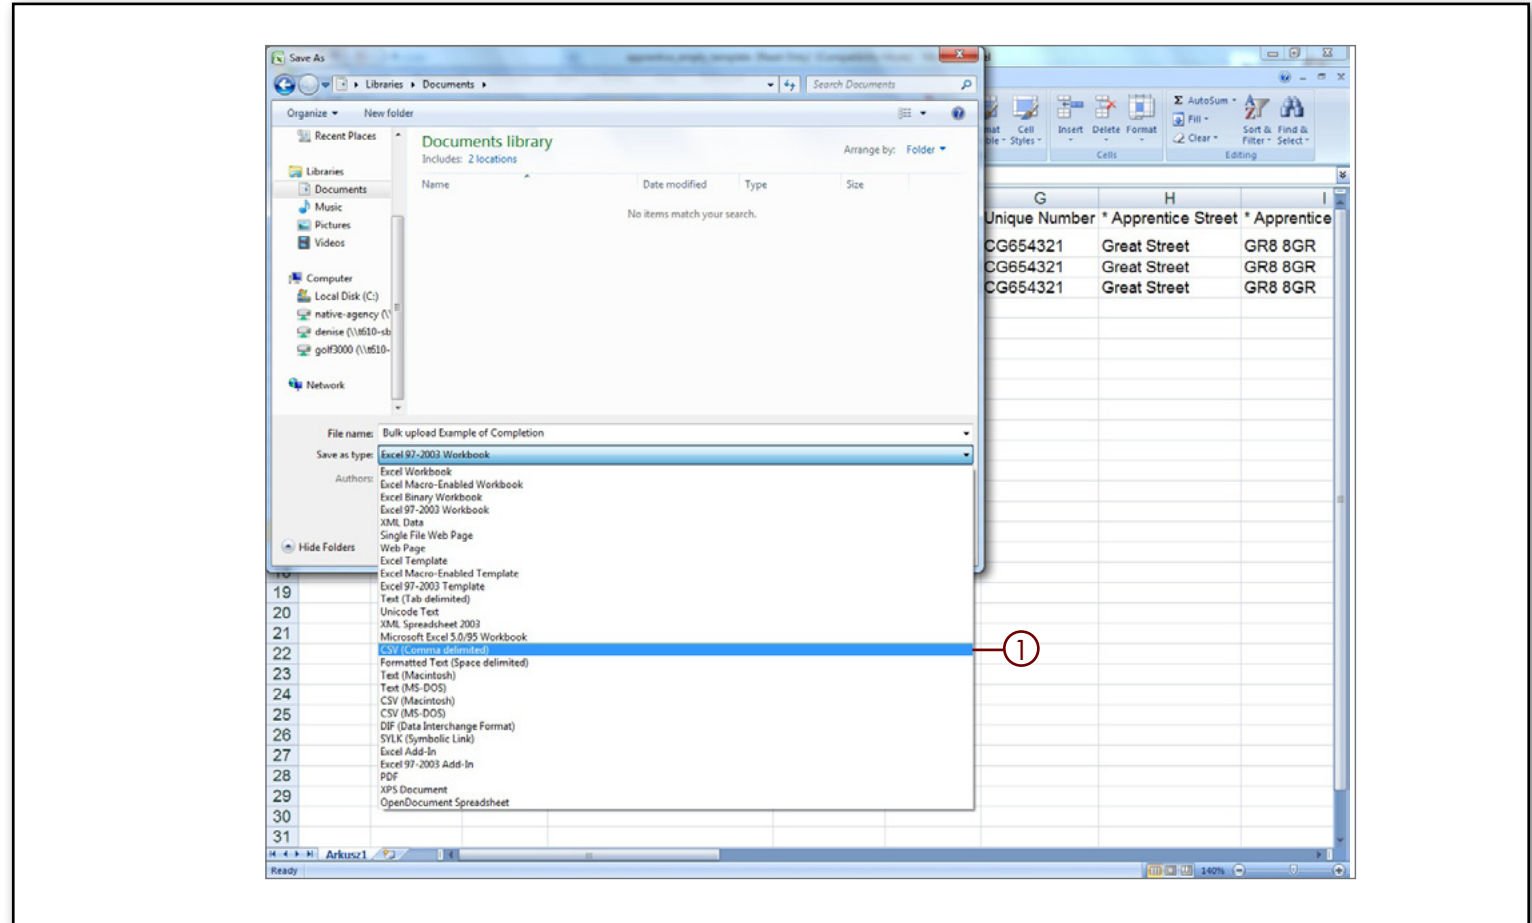 Save As
Libraries ▸ Documents ▸
Search Documents
Organize New folder
Recent Places
Libraries
Documents
Music
Pictures
Videos
Computer
Local Disk (C:)
native-agency (\\
denise (\\t610-sb
golf3000 (\\t610-
Network
Documents library
Includes: 2 locations
Arrange by: Folder
Name Date modified Type Size
No items match your search.
File name: Bulk upload Example of Completion
Save as type: Excel 97-2003 Workbook
Authors:
Hide Folders
Excel Workbook
Excel Macro-Enabled Workbook
Excel Binary Workbook
Excel 97-2003 Workbook
XML Data
Single File Web Page
Web Page
Excel Template
Excel Macro-Enabled Template
Excel 97-2003 Template
Text (Tab delimited)
Unicode Text
XML Spreadsheet 2003
Microsoft Excel 5.0/95 Workbook
CSV (Comma delimited)
Formatted Text (Space delimited)
Text (Macintosh)
Text (MS-DOS)
CSV (Macintosh)
CSV (MS-DOS)
DIF (Data Interchange Format)
SYLK (Symbolic Link)
Excel Add-In
Excel 97-2003 Add-In
PDF
XPS Document
OpenDocument Spreadsheet
1
mat Cell Insert Delete Format
ble Styles
Cells
Σ AutoSum
Fill
Clear
Sort & Find &
Filter Select
Editing
G H I
Unique Number * Apprentice Street * Apprentice
CG654321 Great Street GR8 8GR
CG654321 Great Street GR8 8GR
CG654321 Great Street GR8 8GR
19
20
21
22
23
24
25
26
27
28
29
30
31
Arkusz1
Ready
140%